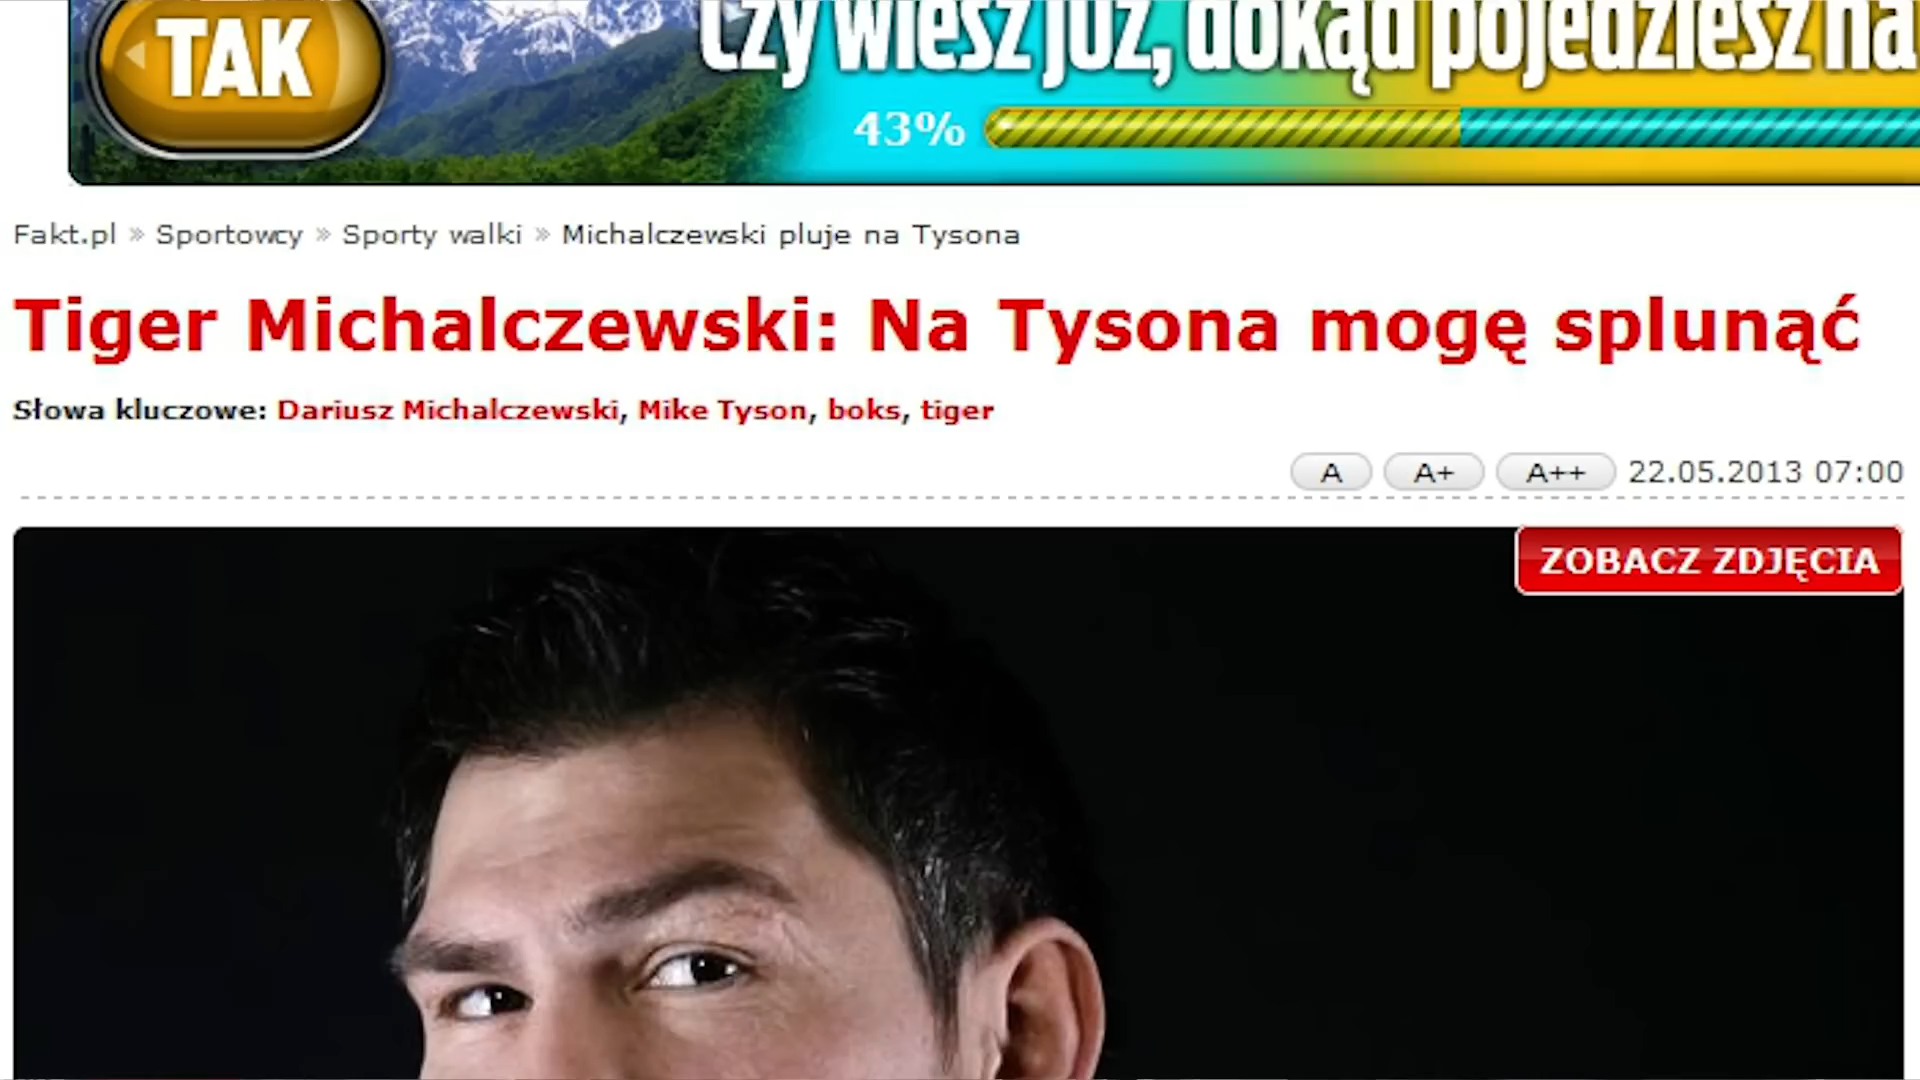 TAK
Czy wiesz już, dokąd pojedziesz na
43%
Fakt.pl » Sportowcy » Sporty walki » Michalczewski pluje na Tysona
Tiger Michalczewski: Na Tysona mogę splunąć
Słowa kluczowe: Dariusz Michalczewski, Mike Tyson, boks, tiger
A A+ A++ 22.05.2013 07:00
ZOBACZ ZDJĘCIA